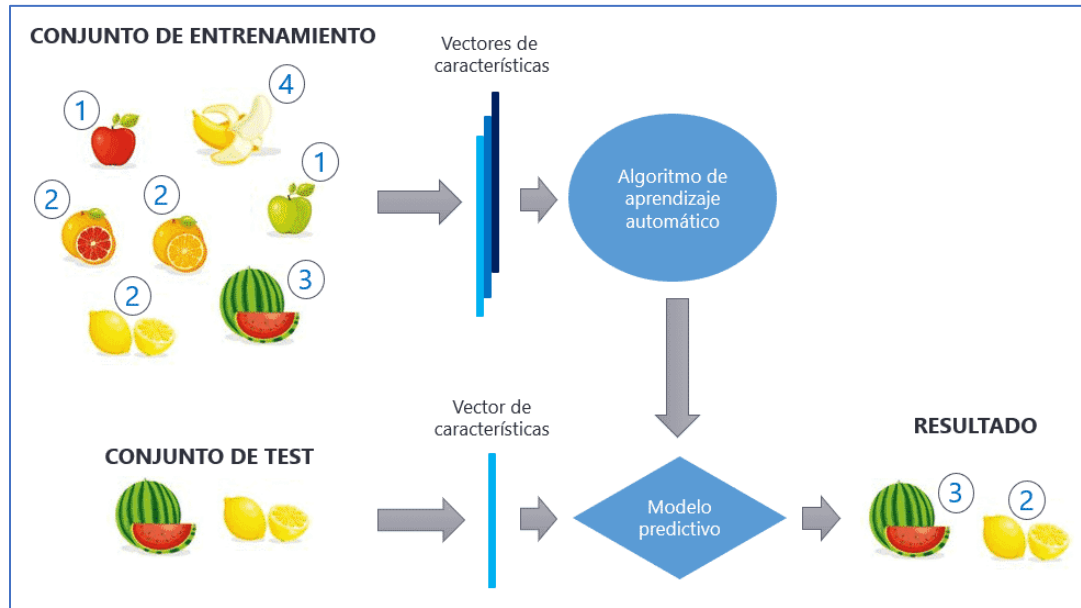 CONJUNTO DE ENTRENAMIENTO
4
1
1
2
2
2
3
Vectores de
características
Algoritmo de
aprendizaje
automático
CONJUNTO DE TEST
Vector de
características
Modelo
predictivo
RESULTADO
3
2